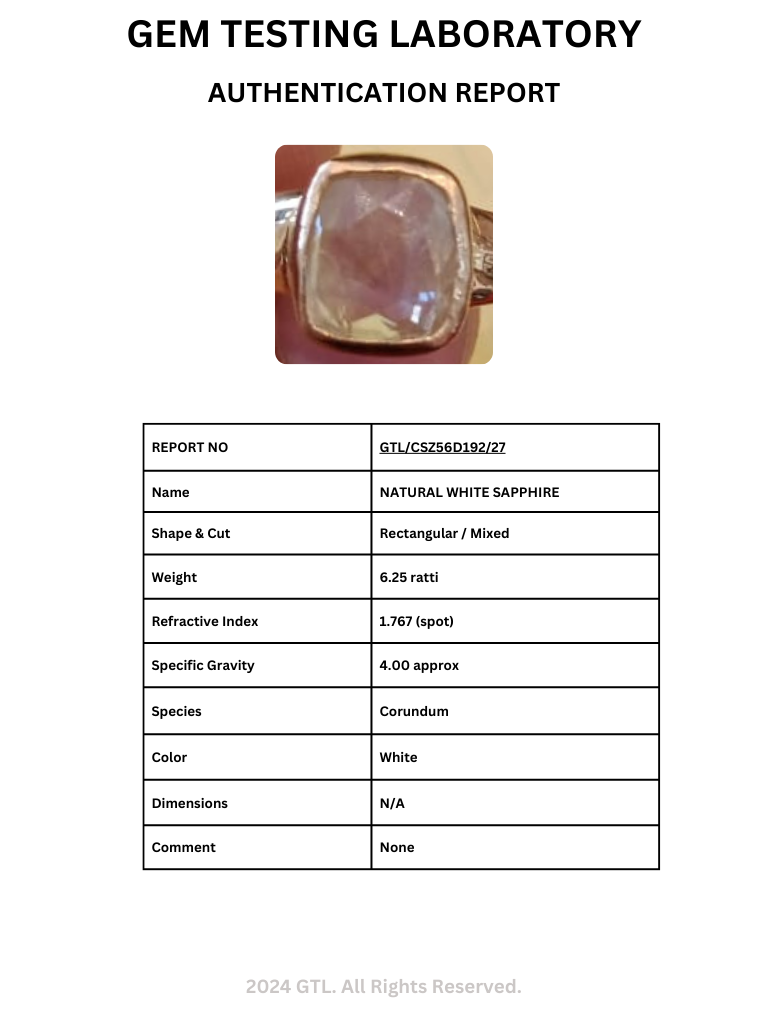 GEM TESTING LABORATORY
AUTHENTICATION REPORT
REPORT NO GTL/CSZ56D192/27
Name NATURAL WHITE SAPPHIRE
Shape & Cut Rectangular / Mixed
Weight 6.25 ratti
Refractive Index 1.767 (spot)
Specific Gravity 4.00 approx
Species Corundum
Color White
Dimensions N/A
Comment None
2024 GTL. All Rights Reserved.